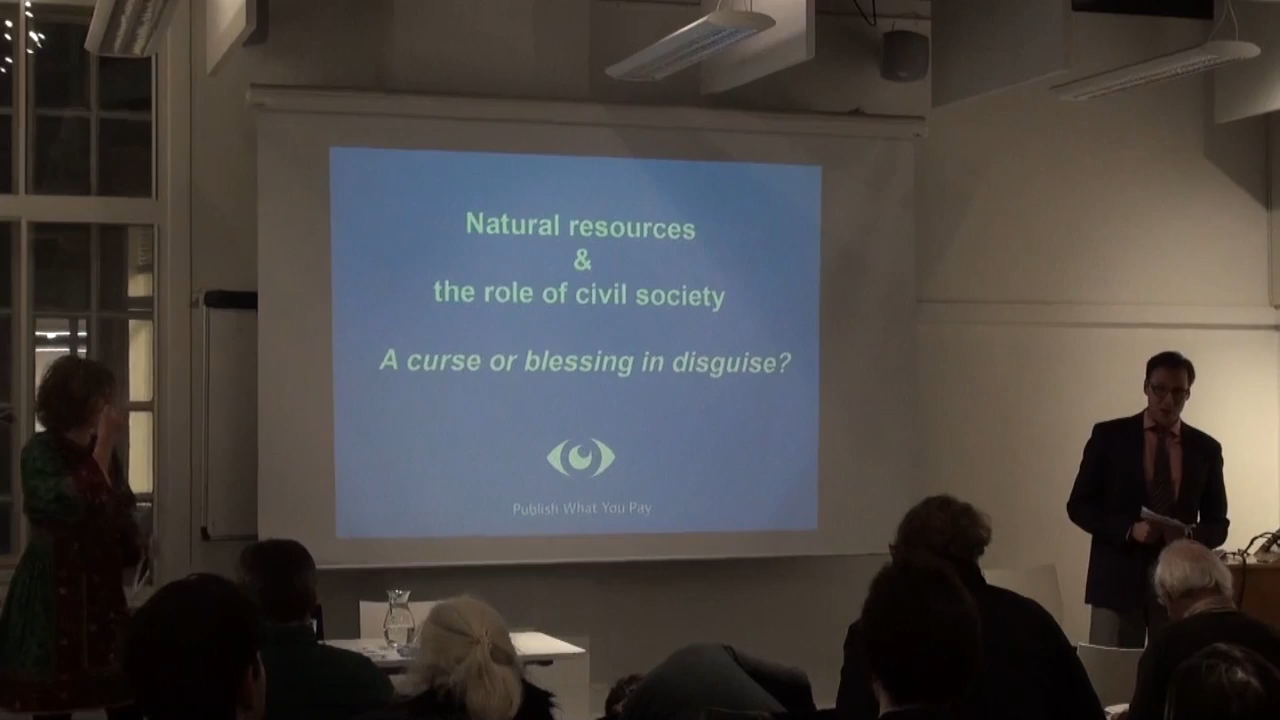 Natural resources
&
the role of civil society
A curse or blessing in disguise?
Publish What You Pay